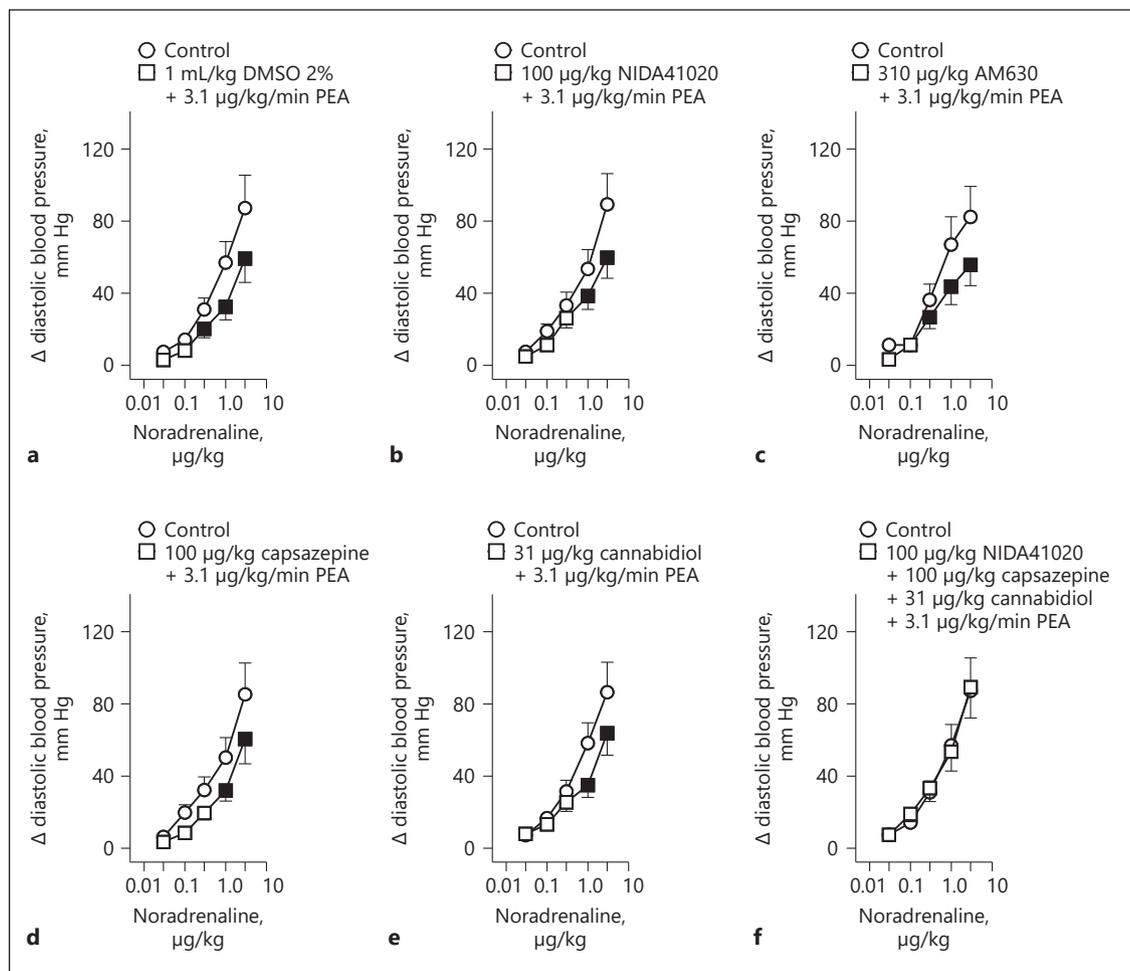 Control
1 mL/kg DMSO 2%
+ 3.1 µg/kg/min PEA
Δ diastolic blood pressure,
mm Hg
120
80
40
0
0.01 0.1 1.0 10
Noradrenaline,
µg/kg
a
Control
100 µg/kg NIDA41020
+ 3.1 µg/kg/min PEA
Δ diastolic blood pressure,
mm Hg
120
80
40
0
0.01 0.1 1.0 10
Noradrenaline,
µg/kg
b
Control
310 µg/kg AM630
+ 3.1 µg/kg/min PEA
Δ diastolic blood pressure,
mm Hg
120
80
40
0
0.01 0.1 1.0 10
Noradrenaline,
µg/kg
c
Control
100 µg/kg capsazepine
+ 3.1 µg/kg/min PEA
Δ diastolic blood pressure,
mm Hg
120
80
40
0
0.01 0.1 1.0 10
Noradrenaline,
µg/kg
d
Control
31 µg/kg cannabidiol
+ 3.1 µg/kg/min PEA
Δ diastolic blood pressure,
mm Hg
120
80
40
0
0.01 0.1 1.0 10
Noradrenaline,
µg/kg
e
Control
100 µg/kg NIDA41020
+ 100 µg/kg capsazepine
+ 31 µg/kg cannabidiol
+ 3.1 µg/kg/min PEA
Δ diastolic blood pressure,
mm Hg
120
80
40
0
0.01 0.1 1.0 10
Noradrenaline,
µg/kg
f